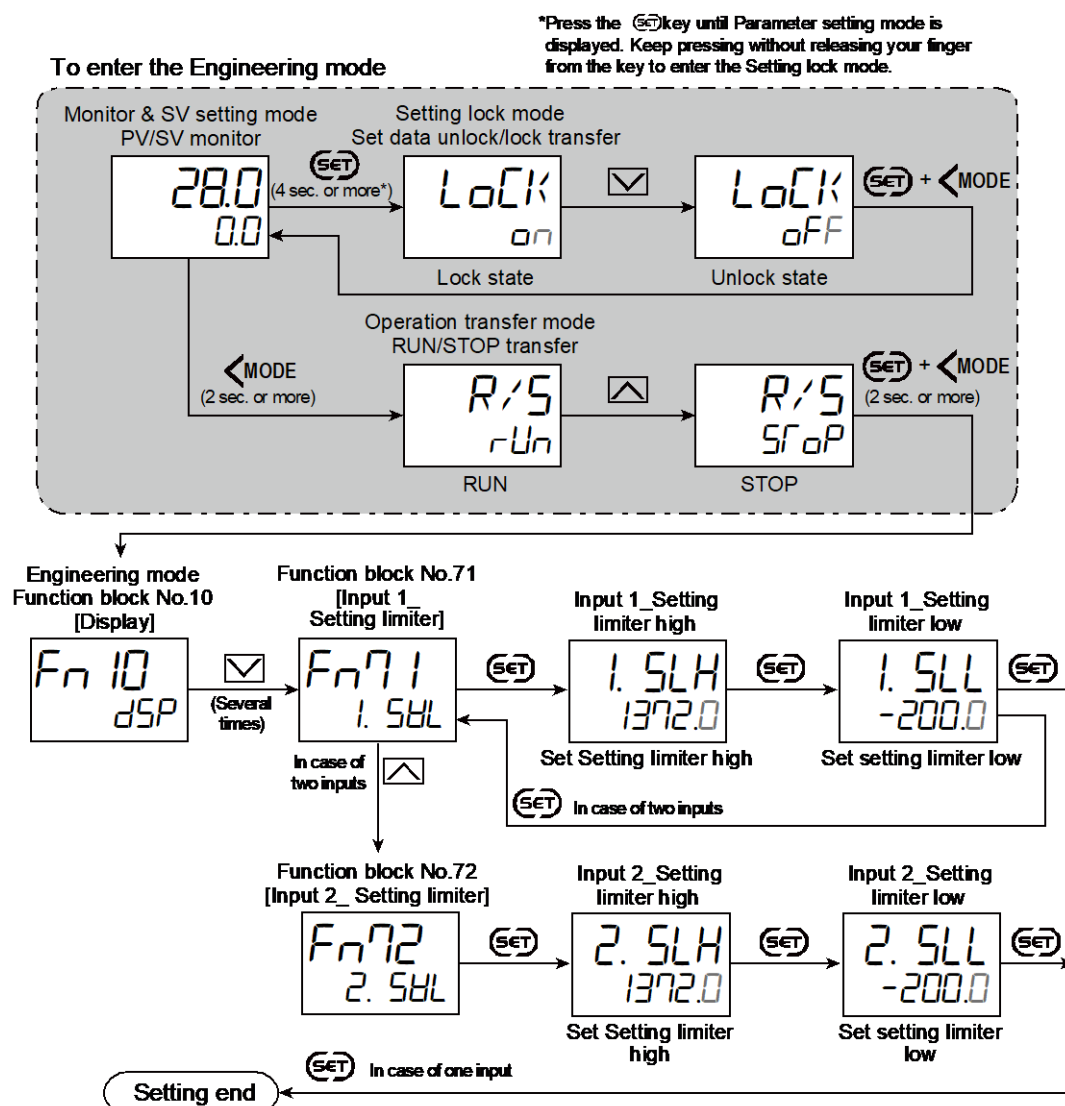 *Press the SET key until Parameter setting mode is
displayed. Keep pressing without releasing your finger
from the key to enter the Setting lock mode.
To enter the Engineering mode
Monitor & SV setting mode
PV/SV monitor
28.0
0.0
SET
(4 sec. or more*)
Setting lock mode
Set data unlock/lock transfer
LoCK
on
Lock state
LoCK
oFF
Unlock state
SET + <MODE
<MODE
(2 sec. or more)
Operation transfer mode
RUN/STOP transfer
R/S
rUn
RUN
R/S
SToP
STOP
SET + <MODE
(2 sec. or more)
Engineering mode
Function block No.10
[Display]
Fn10
dSP
(Several
times)
Function block No.71
[Input 1_
Setting limiter]
Fn71
1. SVL
SET
Input 1_Setting
limiter high
1. SLH
1372.0
Set Setting limiter high
SET
Input 1_Setting
limiter low
1. SLL
-200.0
Set setting limiter low
SET
In case of
two inputs
SET In case of two inputs
Function block No.72
[Input 2_ Setting limiter]
Fn72
2. SVL
SET
Input 2_Setting
limiter high
2. SLH
1372.0
Set Setting limiter
high
SET
Input 2_Setting
limiter low
2. SLL
-200.0
Set setting limiter
low
SET
SET In case of one input
Setting end